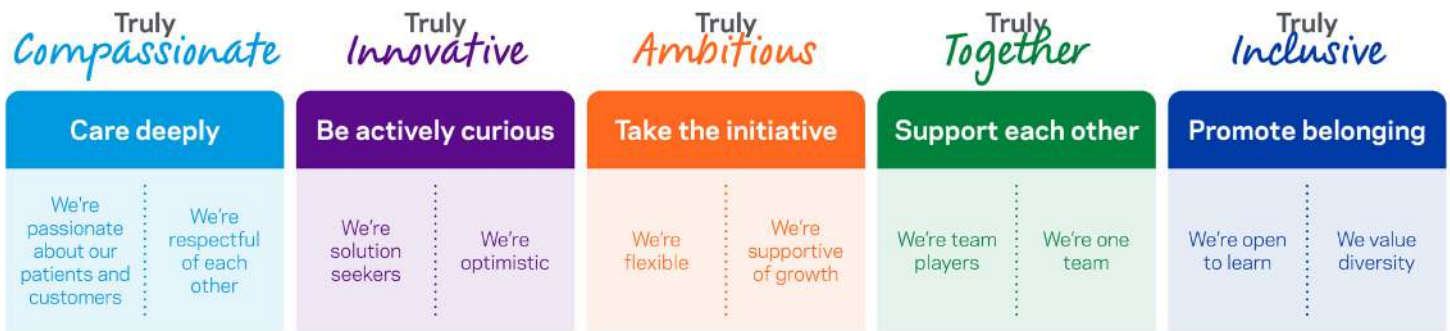 Truly
Compassionate
Care deeply
We're
passionate
about our
patients and
customers
We're
respectful
of each
other
Truly
Innovative
Be actively curious
We're
solution
seekers
We're
optimistic
Truly
Ambitious
Take the initiative
We're
flexible
We're
supportive
of growth
Truly
Together
Support each other
We're team
players
We're one
team
Truly
Inclusive
Promote belonging
We're open
to learn
We value
diversity